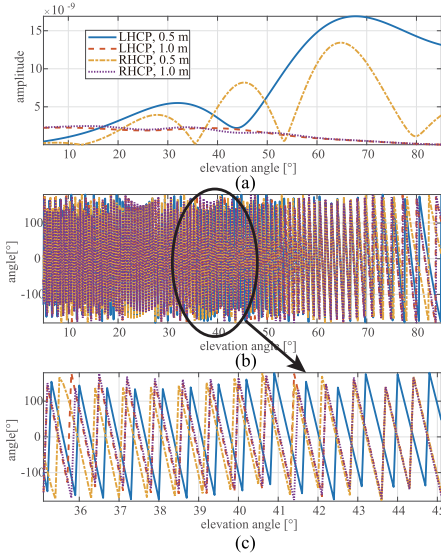 ×10 -9
15
10
5
amplitude
LHCP, 0.5 m
LHCP, 1.0 m
RHCP, 0.5 m
RHCP, 1.0 m
10 20 30 40 50 60 70 80
elevation angle [°]
(a)
100
0
-100
angle[°]
10 20 30 40 50 60 70 80
elevation angle [°]
(b)
100
0
-100
angle[°]
36 37 38 39 40 41 42 43 44 45
elevation angle [°]
(c)